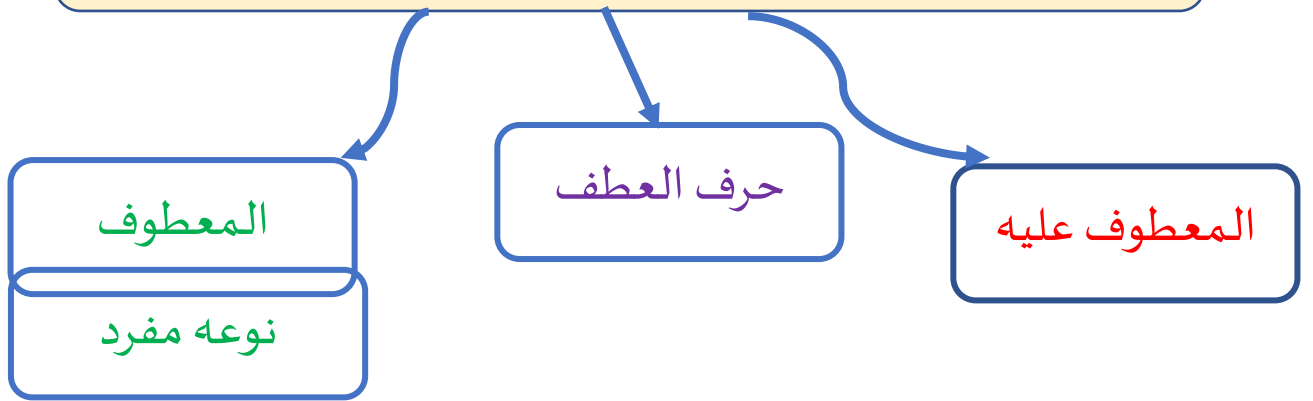 المعطوف عليه
حرف العطف
المعطوف
نوعه مفرد